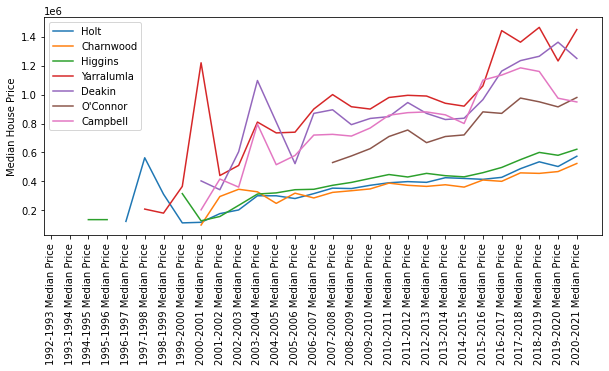 1e6
Holt
Charnwood
Higgins
Yarralumla
Deakin
O'Connor
Campbell
Median House Price
1.4
1.2
1.0
0.8
0.6
0.4
0.2
1992-1993 Median Price
1993-1994 Median Price
1994-1995 Median Price
1995-1996 Median Price
1996-1997 Median Price
1997-1998 Median Price
1998-1999 Median Price
1999-2000 Median Price
2000-2001 Median Price
2001-2002 Median Price
2002-2003 Median Price
2003-2004 Median Price
2004-2005 Median Price
2005-2006 Median Price
2006-2007 Median Price
2007-2008 Median Price
2008-2009 Median Price
2009-2010 Median Price
2010-2011 Median Price
2011-2012 Median Price
2012-2013 Median Price
2013-2014 Median Price
2014-2015 Median Price
2015-2016 Median Price
2016-2017 Median Price
2017-2018 Median Price
2018-2019 Median Price
2019-2020 Median Price
2020-2021 Median Price